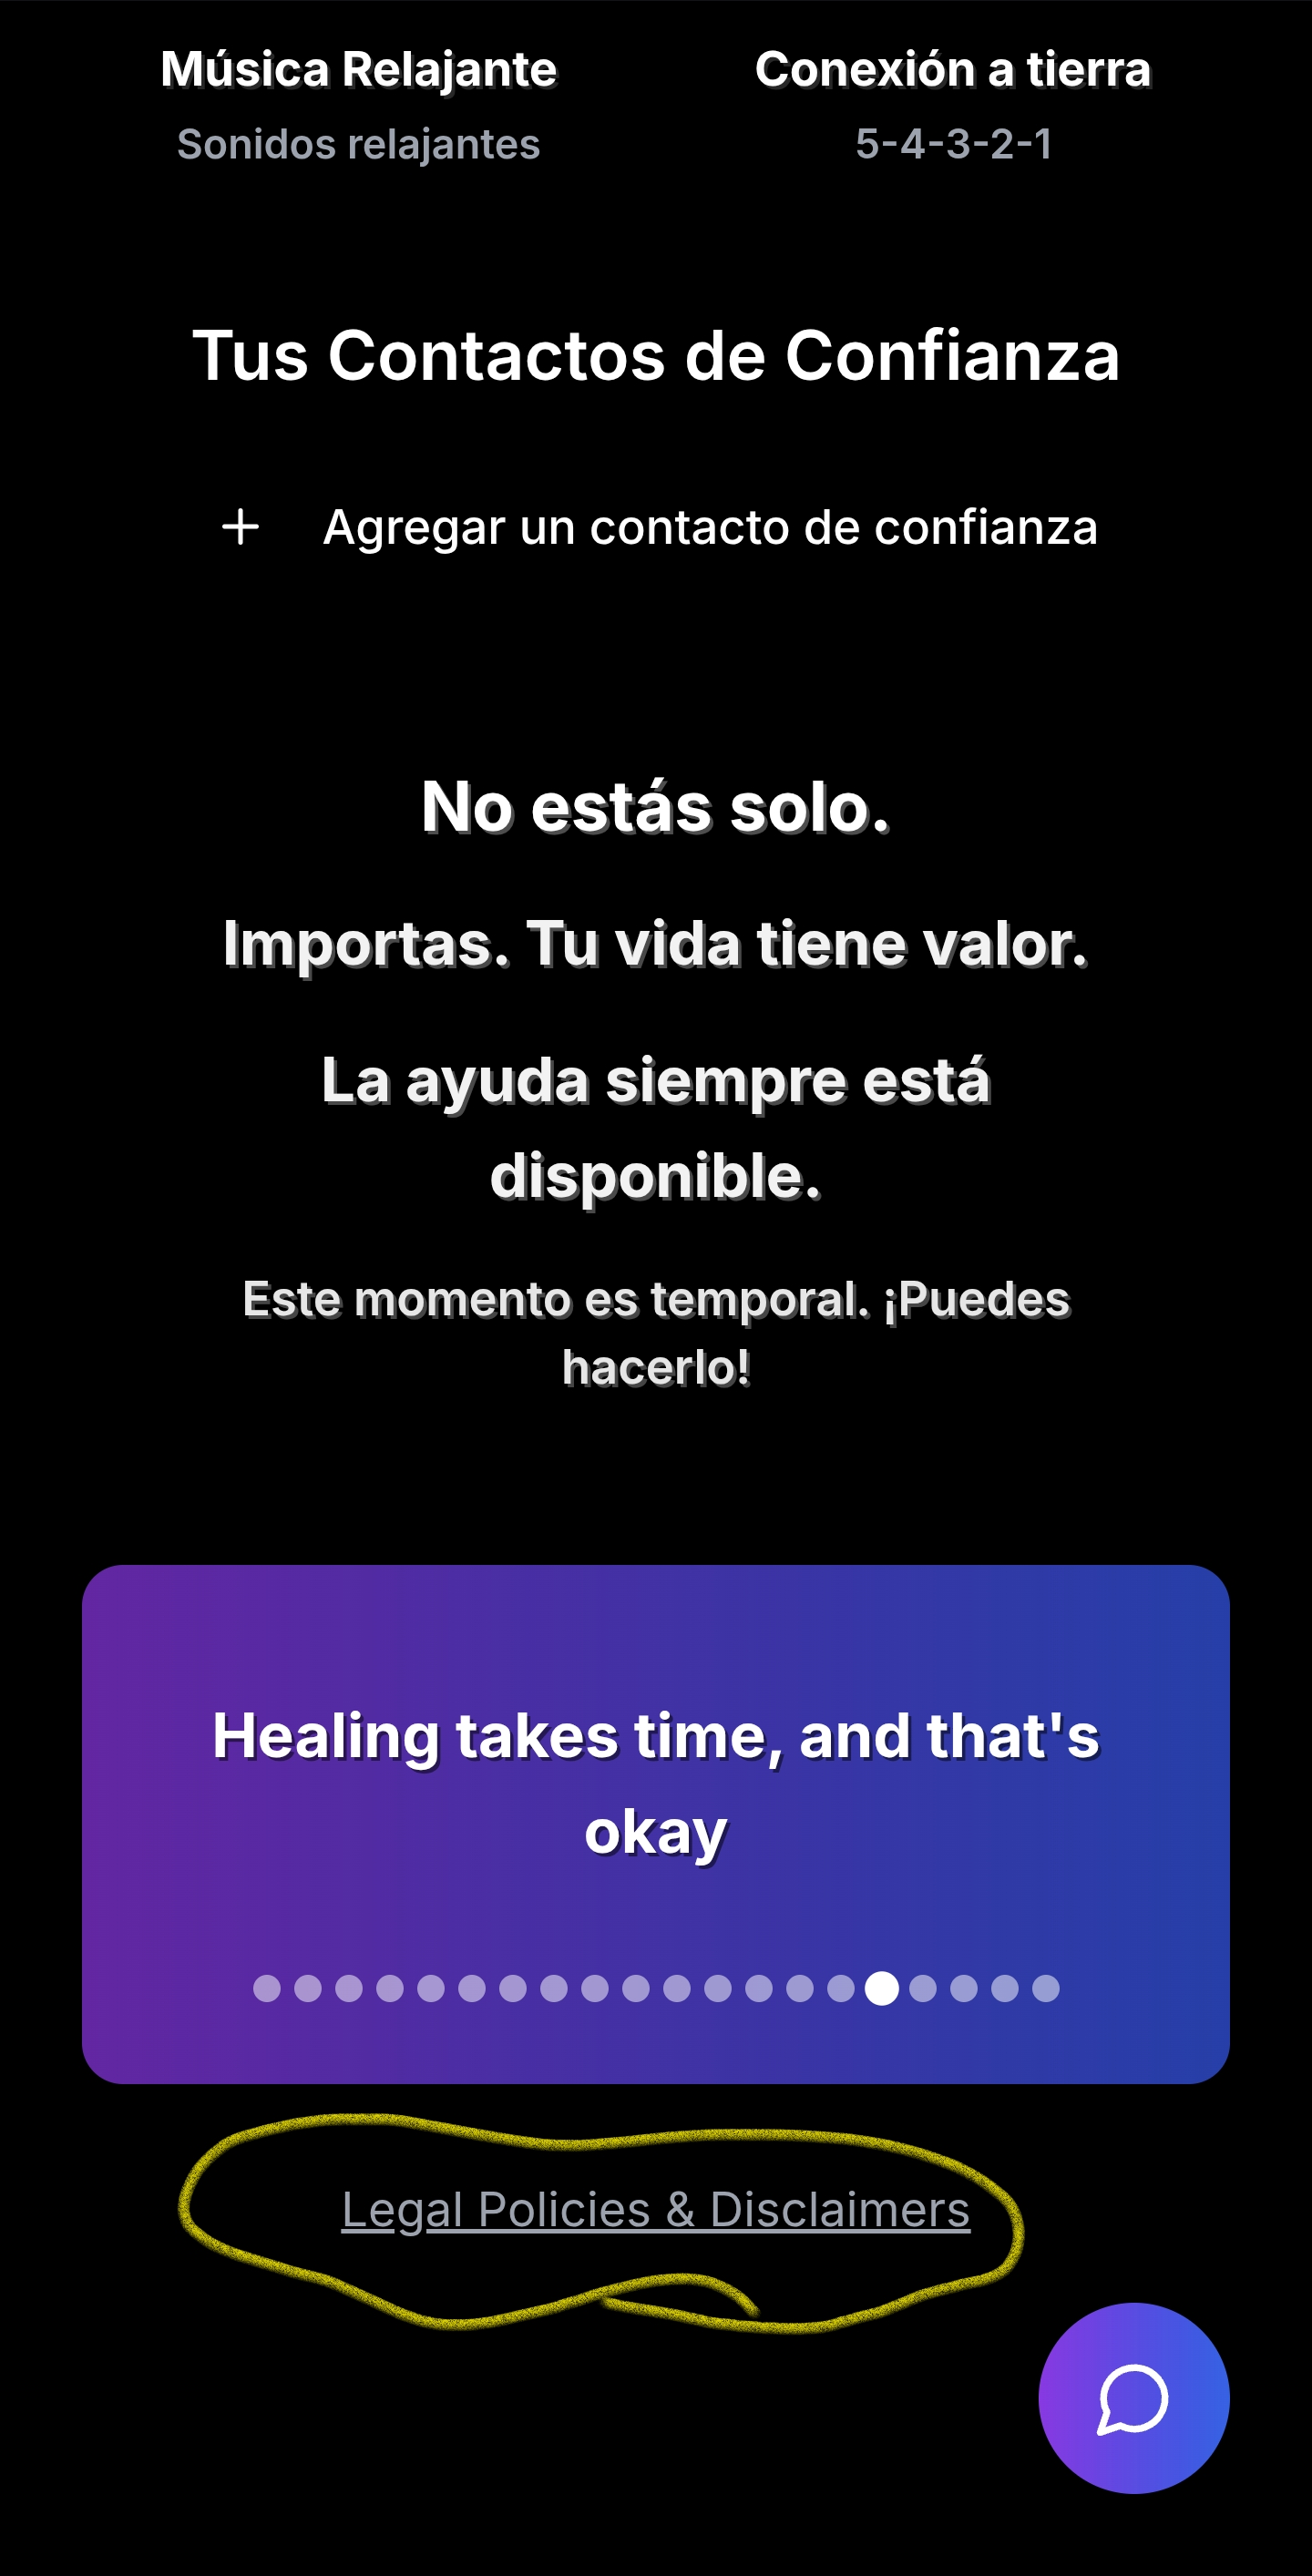 Música Relajante
Conexión a tierra
Sonidos relajantes
5-4-3-2-1
Tus Contactos de Confianza
+ Agregar un contacto de confianza
No estás solo.
Importas. Tu vida tiene valor.
La ayuda siempre está
disponible.
Este momento es temporal. ¡Puedes
hacerlo!
Healing takes time, and that's
okay
Legal Policies & Disclaimers